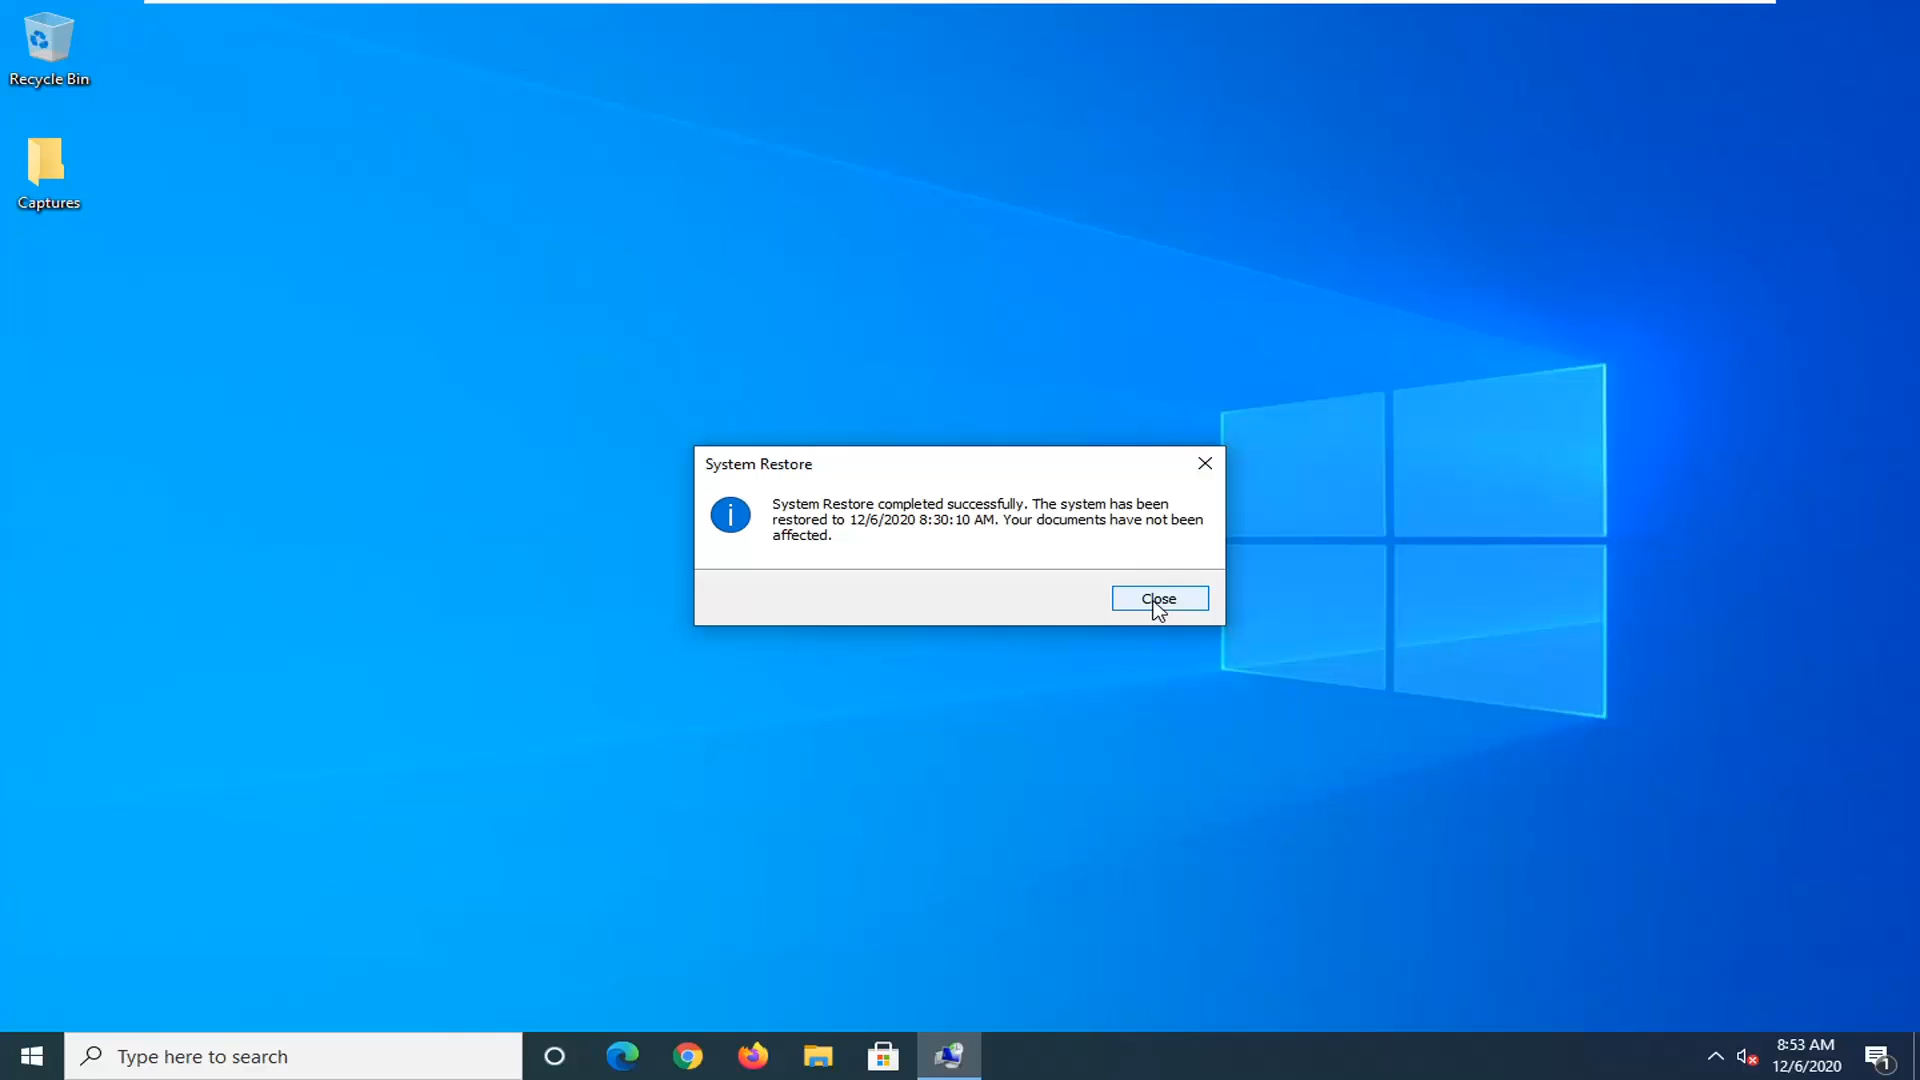 Recycle Bin
Captures
System Restore
System Restore completed successfully. The system has been
restored to 12/6/2020 8:30:10 AM. Your documents have not been
affected.
Close
Type here to search
8:53 AM
12/6/2020
1